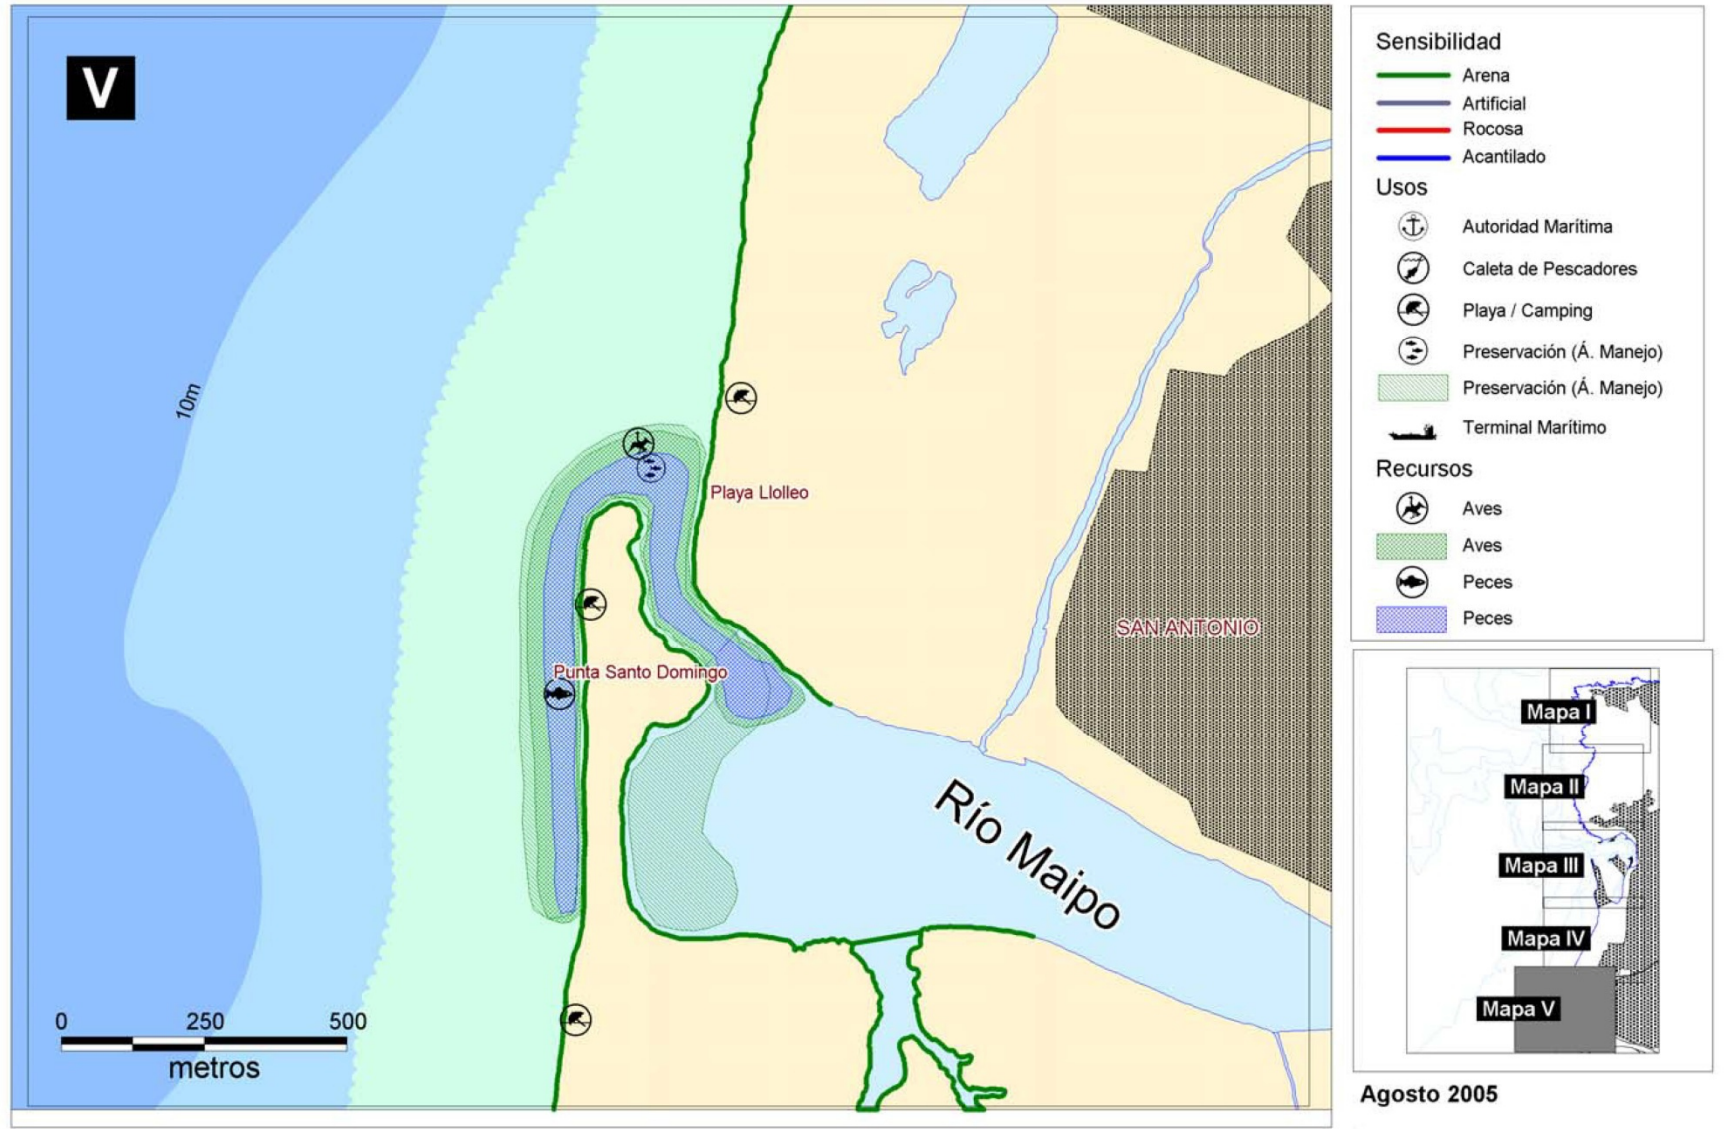 V
10m
Playa Llolleo
Punta Santo Domingo
SAN ANTONIO
Río Maipo
0 250 500
metros
Sensibilidad
Arena
Artificial
Rocosa
Acantilado
Usos
Autoridad Marítima
Caleta de Pescadores
Playa / Camping
Preservación (Á. Manejo)
Preservación (Á. Manejo)
Terminal Marítimo
Recursos
Aves
Aves
Peces
Peces
Mapa I
Mapa II
Mapa III
Mapa IV
Mapa V
Agosto 2005